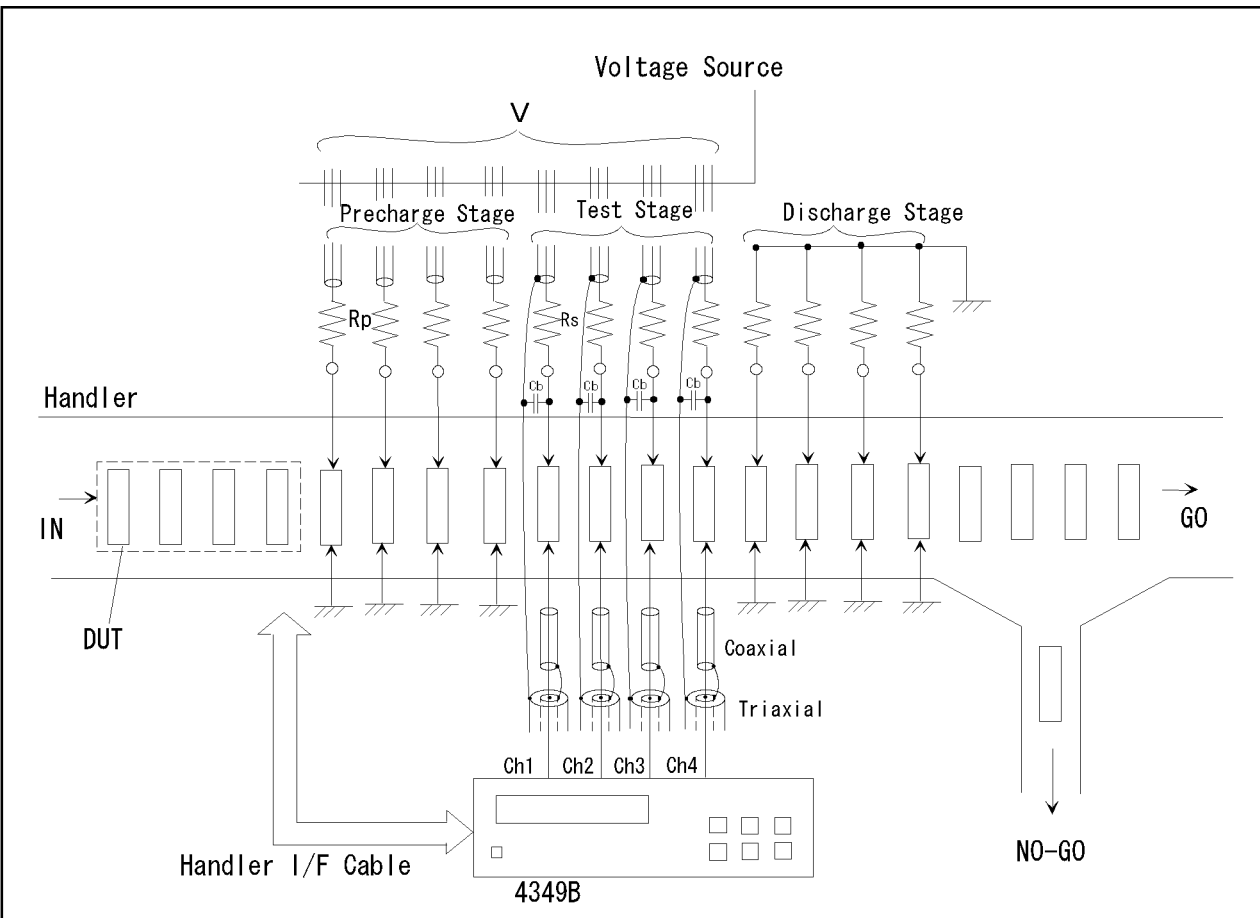 Voltage Source
V
Precharge Stage
Test Stage
Discharge Stage
Rp
Rs
Cb
Cb
Cb
Cb
Handler
IN
GO
DUT
Coaxial
Triaxial
Ch1
Ch2
Ch3
Ch4
Handler I/F Cable
4349B
NO-GO